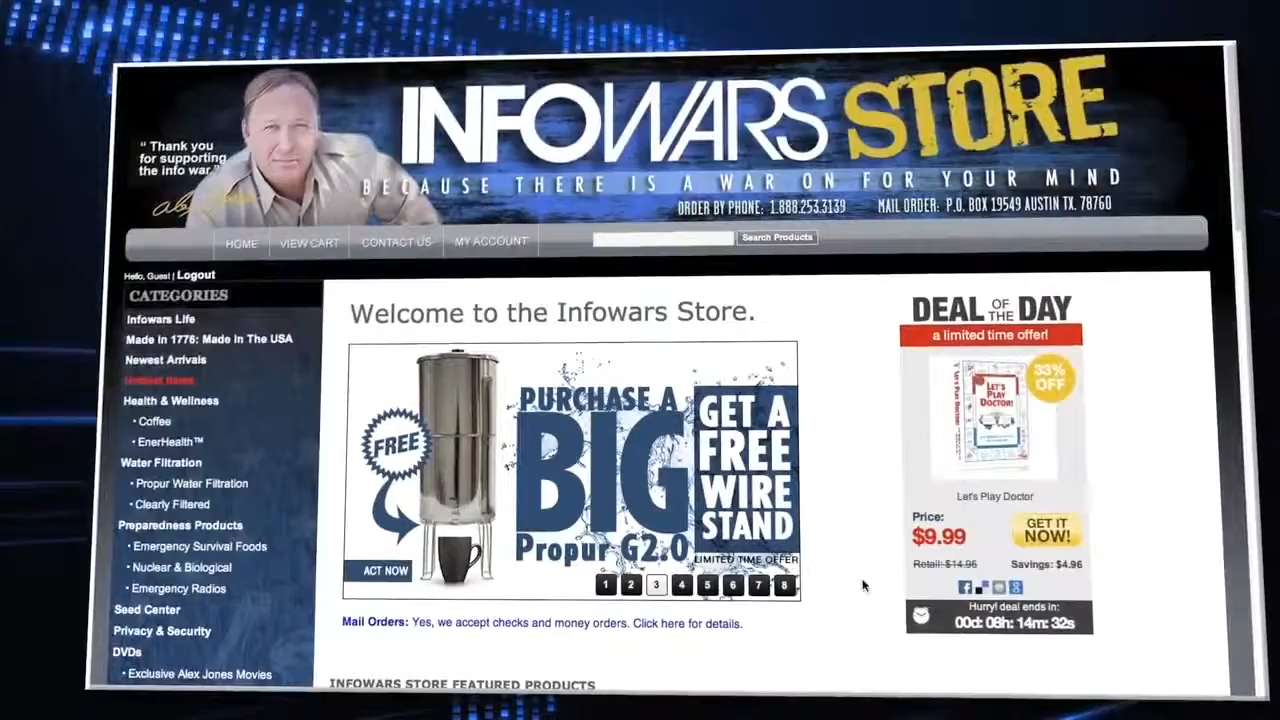 INFOWARS STORE
BECAUSE THERE IS A WAR ON FOR YOUR MIND
ORDER BY PHONE: 1.888.253.3139 MAIL ORDER: P.O. BOX 19549 AUSTIN TX. 78760
“ Thank you
for supporting
the info war.”
HOME VIEW CART CONTACT US MY ACCOUNT Search Products
Hello, Guest | Logout
CATEGORIES
Infowars Life
Made in 1776: Made In The USA
Newest Arrivals
Health & Wellness
• Coffee
• EnerHealth™
Water Filtration
• Propur Water Filtration
• Clearly Filtered
Preparedness Products
• Emergency Survival Foods
• Nuclear & Biological
• Emergency Radios
Seed Center
Privacy & Security
DVDs
• Exclusive Alex Jones Movies
Welcome to the Infowars Store.
FREE
ACT NOW
PURCHASE A
BIG
Propur G2.0
GET A
FREE
WIRE
STAND
LIMITED TIME OFFER
1 2 3 4 5 6 7 8
Mail Orders: Yes, we accept checks and money orders. Click here for details.
INFOWARS STORE FEATURED PRODUCTS
DEAL OF THE DAY
a limited time offer!
33%
OFF
LET'S
PLAY
DOCTOR!
Let's Play Doctor
Price:
$9.99
GET IT
NOW!
Retail: $14.95 Savings: $4.96
Hurry! deal ends in:
00d: 08h: 14m: 32s